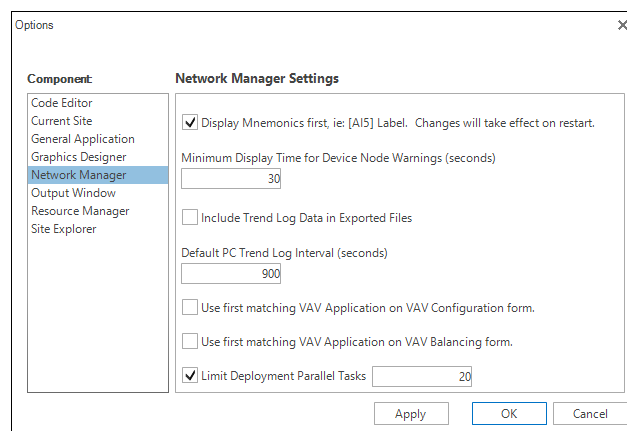 Options
Component:
Network Manager Settings
Code Editor
Current Site
General Application
Graphics Designer
Network Manager
Output Window
Resource Manager
Site Explorer
Display Mnemonics first, ie: [AI5] Label. Changes will take effect on restart.
Minimum Display Time for Device Node Warnings (seconds)
30
Include Trend Log Data in Exported Files
Default PC Trend Log Interval (seconds)
900
Use first matching VAV Application on VAV Configuration form.
Use first matching VAV Application on VAV Balancing form.
Limit Deployment Parallel Tasks 20
Apply OK Cancel